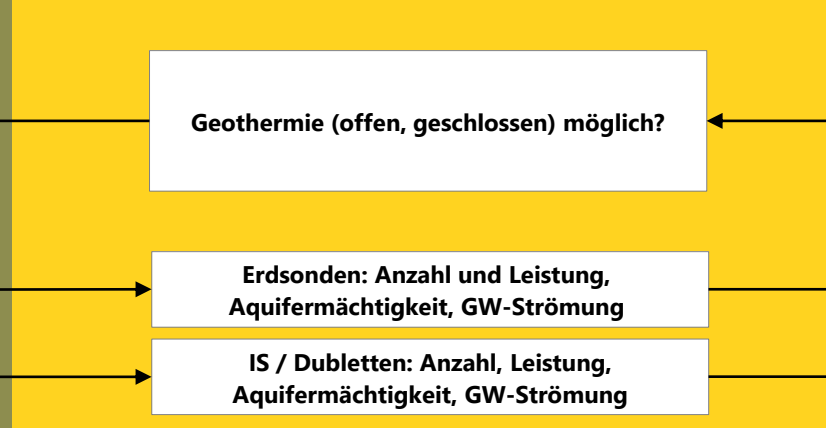 Geothermie (offen, geschlossen) möglich?
Erdsonden: Anzahl und Leistung,
Aquifermächtigkeit, GW-Strömung
IS / Dubletten: Anzahl, Leistung,
Aquifermächtigkeit, GW-Strömung